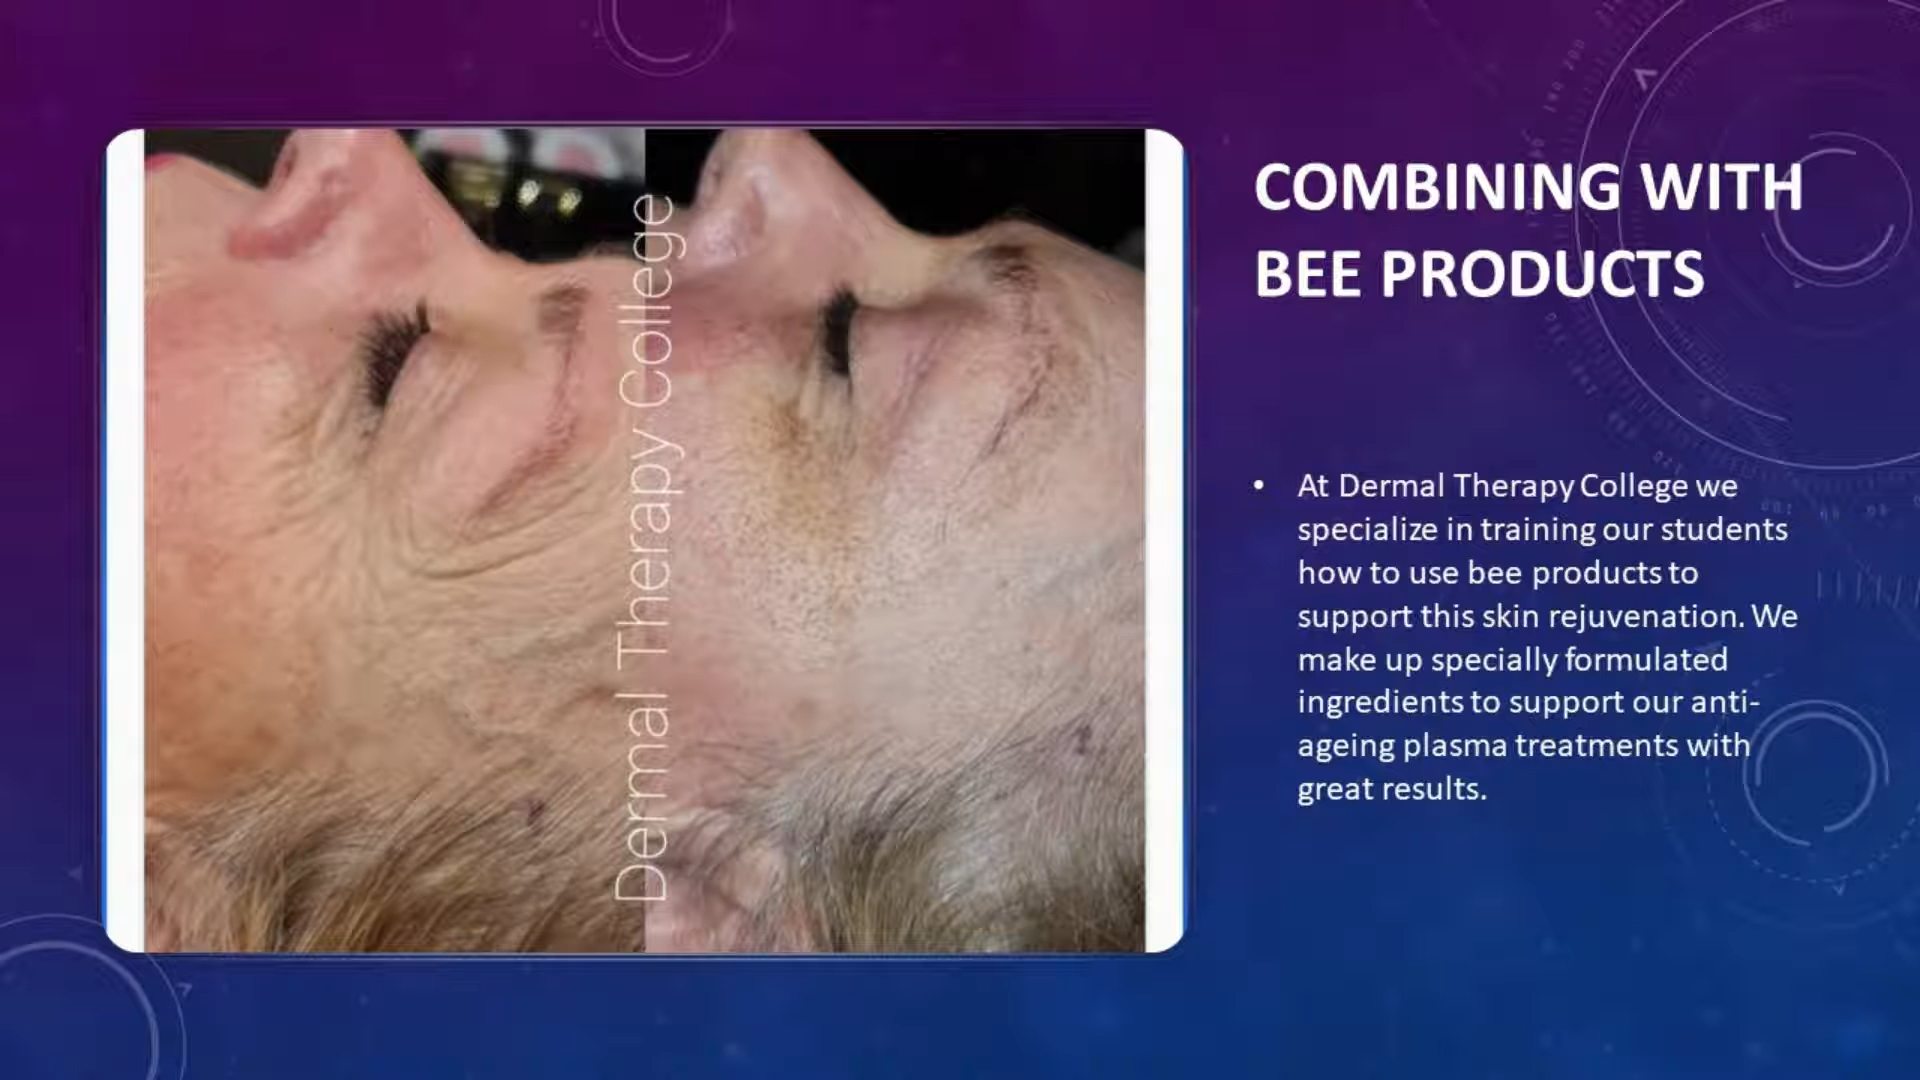 COMBINING WITH
BEE PRODUCTS
Dermal Therapy College
• At Dermal Therapy College we
specialize in training our students
how to use bee products to
support this skin rejuvenation. We
make up specially formulated
ingredients to support our anti-
ageing plasma treatments with
great results.